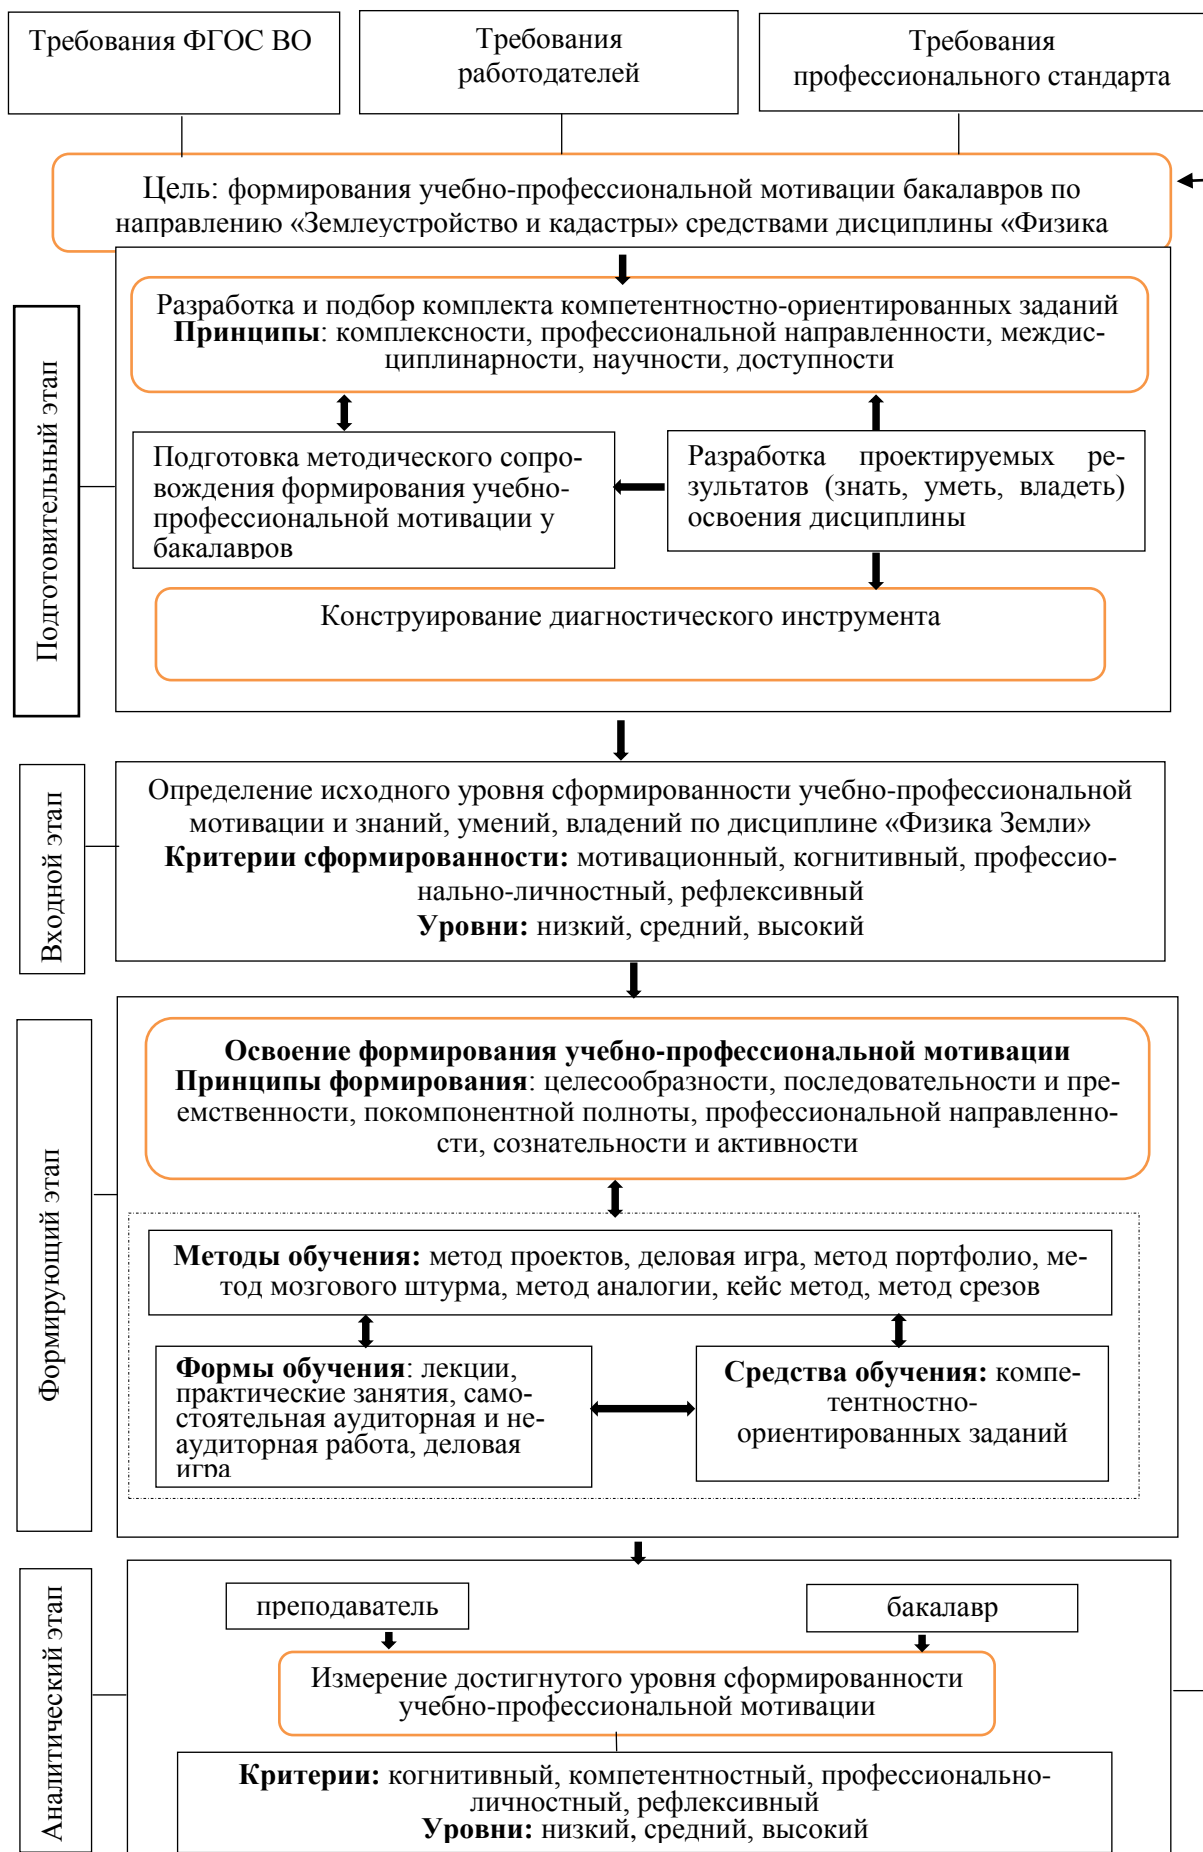 Требования ФГОС ВО
Требования
работодателей
Требования
профессионального стандарта
Цель: формирования учебно-профессиональной мотивации бакалавров по
направлению «Землеустройство и кадастры» средствами дисциплины «Физика
Подготовительный этап
Разработка и подбор комплекта компетентностно-ориентированных заданий
Принципы: комплексности, профессиональной направленности, междис-
циплинарности, научности, доступности
Подготовка методического сопро-
вождения формирования учебно-
профессиональной мотивации у
бакалавров
Разработка проектируемых ре-
зультатов (знать, уметь, владеть)
освоения дисциплины
Конструирование диагностического инструмента
Входной этап
Определение исходного уровня сформированности учебно-профессиональной
мотивации и знаний, умений, владений по дисциплине «Физика Земли»
Критерии сформированности: мотивационный, когнитивный, профессио-
нально-личностный, рефлексивный
Уровни: низкий, средний, высокий
Формирующий этап
Освоение формирования учебно-профессиональной мотивации
Принципы формирования: целесообразности, последовательности и пре-
емственности, покомпонентной полноты, профессиональной направленно-
сти, сознательности и активности
Методы обучения: метод проектов, деловая игра, метод портфолио, ме-
тод мозгового штурма, метод аналогии, кейс метод, метод срезов
Формы обучения: лекции,
практические занятия, само-
стоятельная аудиторная и не-
аудиторная работа, деловая
игра
Средства обучения: компе-
тентностно-
ориентированных заданий
Аналитический этап
преподаватель
бакалавр
Измерение достигнутого уровня сформированности
учебно-профессиональной мотивации
Критерии: когнитивный, компетентностный, профессионально-
личностный, рефлексивный
Уровни: низкий, средний, высокий